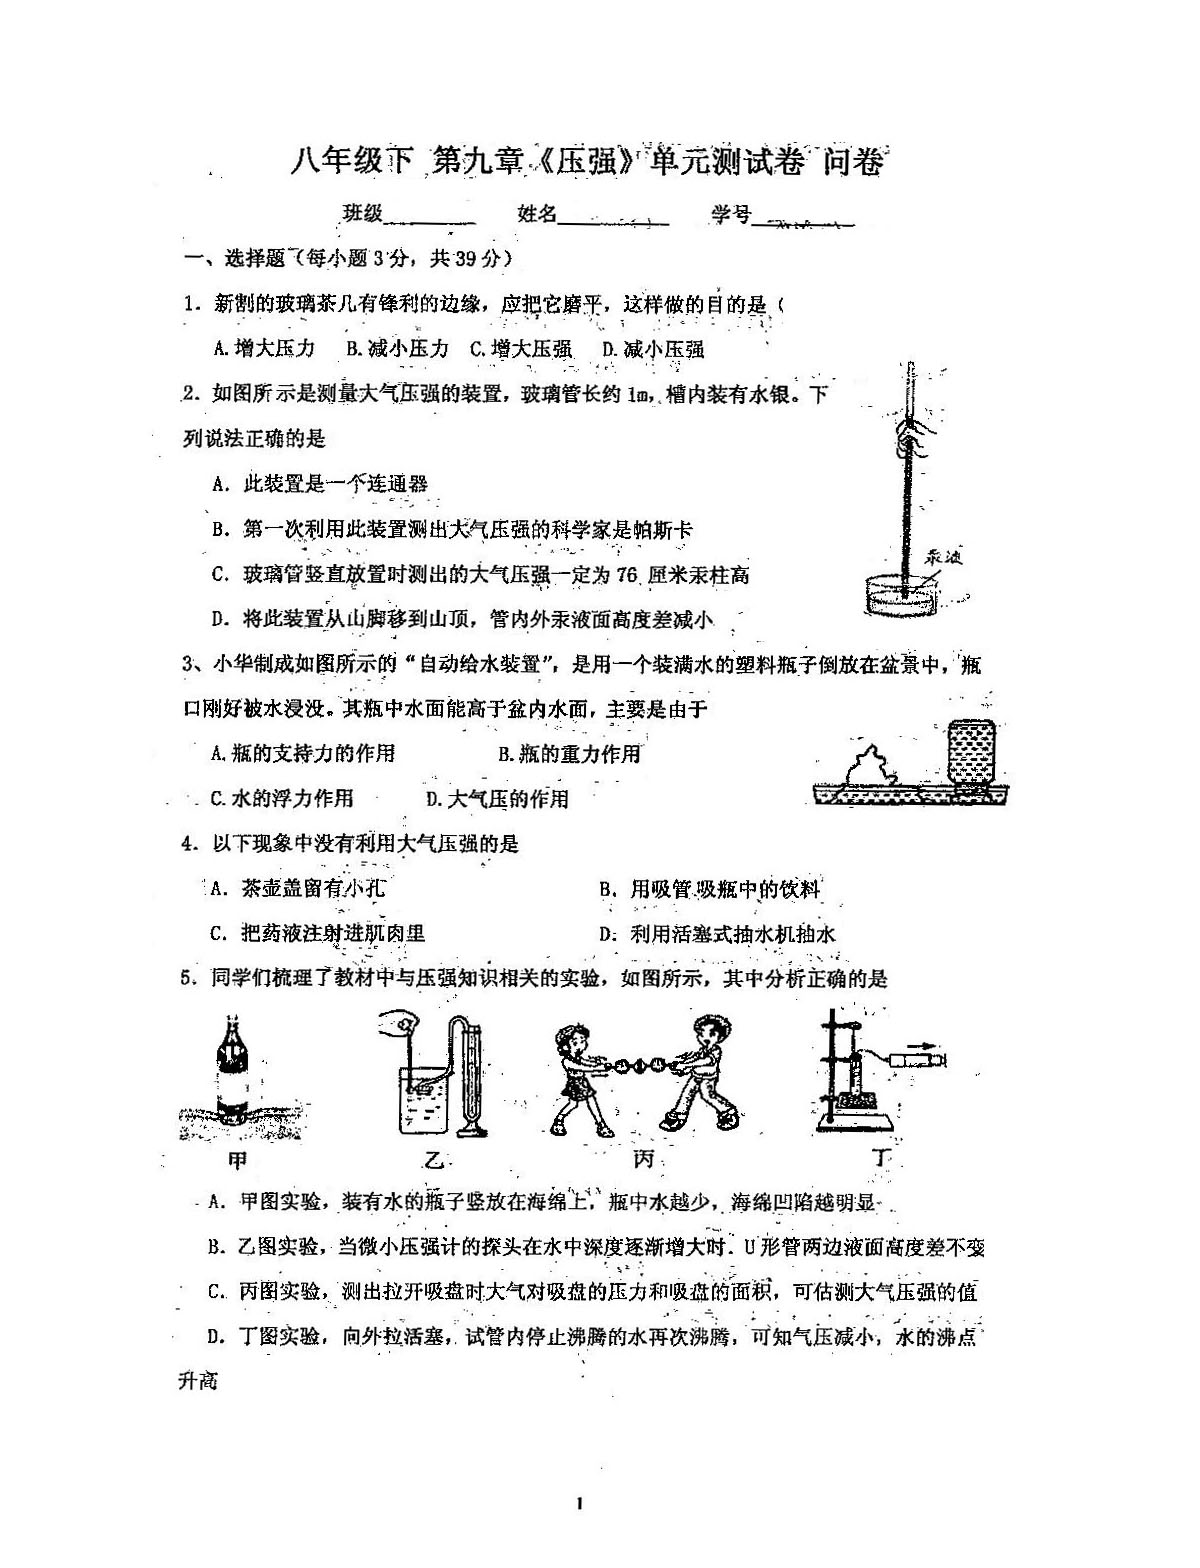 八年级下 第九章《压强》单元测试卷 问卷
班级 姓名 学号
一、选择题（每小题3分，共39分）
1．新割的玻璃茶几有锋利的边缘，应把它磨平，这样做的目的是（
A.增大压力 B.减小压力 C.增大压强 D.减小压强
2．如图所示是测量大气压强的装置，玻璃管长约1m，槽内装有水银。下
列说法正确的是
A．此装置是一个连通器
B．第一次利用此装置测出大气压强的科学家是帕斯卡
C．玻璃管竖直放置时测出的大气压强一定为76 厘米汞柱高
D．将此装置从山脚移到山顶，管内外汞液面高度差减小
汞液
3、小华制成如图所示的“自动给水装置”，是用一个装满水的塑料瓶子倒放在盆景中，瓶
口刚好被水浸没。其瓶中水面能高于盆内水面，主要是由于
A.瓶的支持力的作用 B.瓶的重力作用
C.水的浮力作用 D.大气压的作用
4．以下现象中没有利用大气压强的是
A．茶壶盖留有小孔 B．用吸管吸瓶中的饮料
C．把药液注射进肌肉里 D．利用活塞式抽水机抽水
5．同学们梳理了教材中与压强知识相关的实验，如图所示，其中分析正确的是
甲 乙 丙 丁
A．甲图实验，装有水的瓶子竖放在海绵上，瓶中水越少，海绵凹陷越明显
B．乙图实验，当微小压强计的探头在水中深度逐渐增大时．U形管两边液面高度差不变
C．丙图实验，测出拉开吸盘时大气对吸盘的压力和吸盘的面积，可估测大气压强的值
D．丁图实验，向外拉活塞，试管内停止沸腾的水再次沸腾，可知气压减小，水的沸点
升高
1